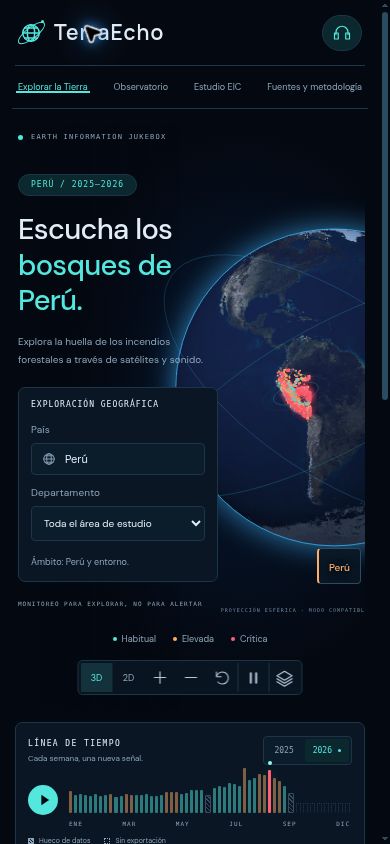 TerraEcho
Explorar la Tierra
Observatorio
Estudio EIC
Fuentes y metodología
EARTH INFORMATION JUKEBOX
PERÚ / 2025–2026
Escucha los
bosques de
Perú.
Explora la huella de los incendios
forestales a través de satélites y sonido.
EXPLORACIÓN GEOGRÁFICA
País
Perú
Departamento
Toda el área de estudio
Ámbito: Perú y entorno.
Perú
MONITOREO PARA EXPLORAR, NO PARA ALERTAR
PROYECCIÓN ESFÉRICA · MODO COMPATIBL
Habitual
Elevada
Crítica
3D
2D
LÍNEA DE TIEMPO
Cada semana, una nueva señal.
2025
2026
ENE
MAR
MAY
JUL
SEP
DIC
Hueco de datos
Sin exportación